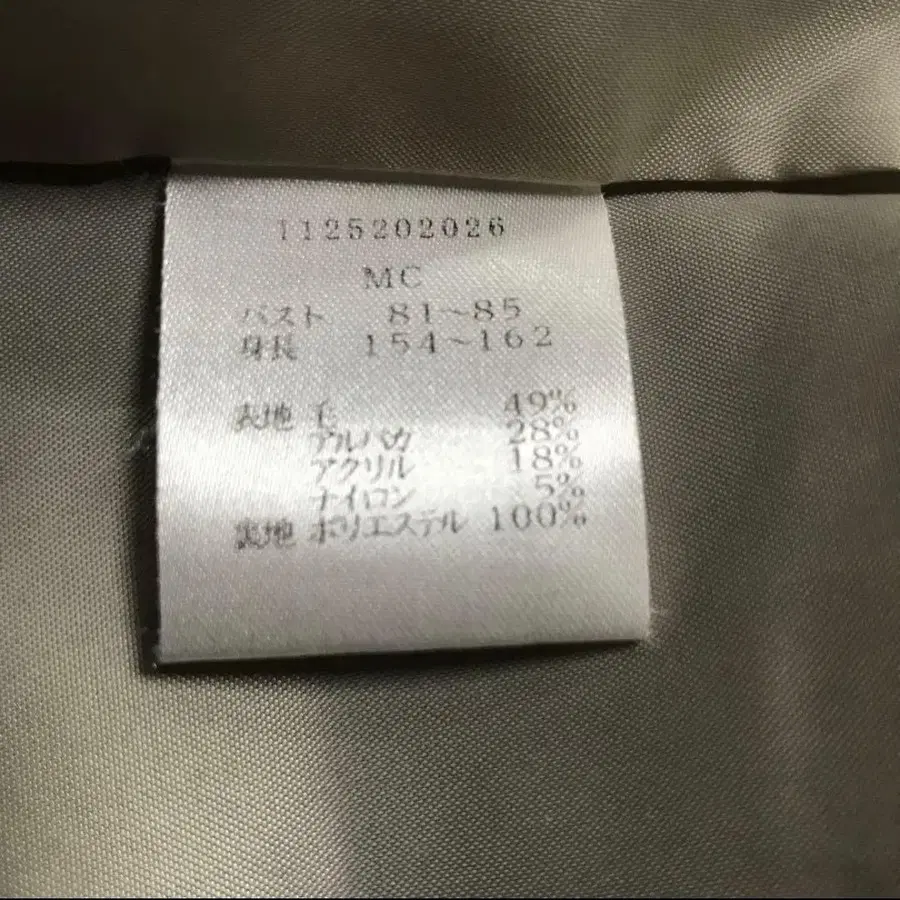 1125202026
MC
バスト 81~85
身長 154~162
表地 毛 49%
アルパカ 28%
アクリル 18%
ナイロン 5%
裏地 ポリエステル 100%